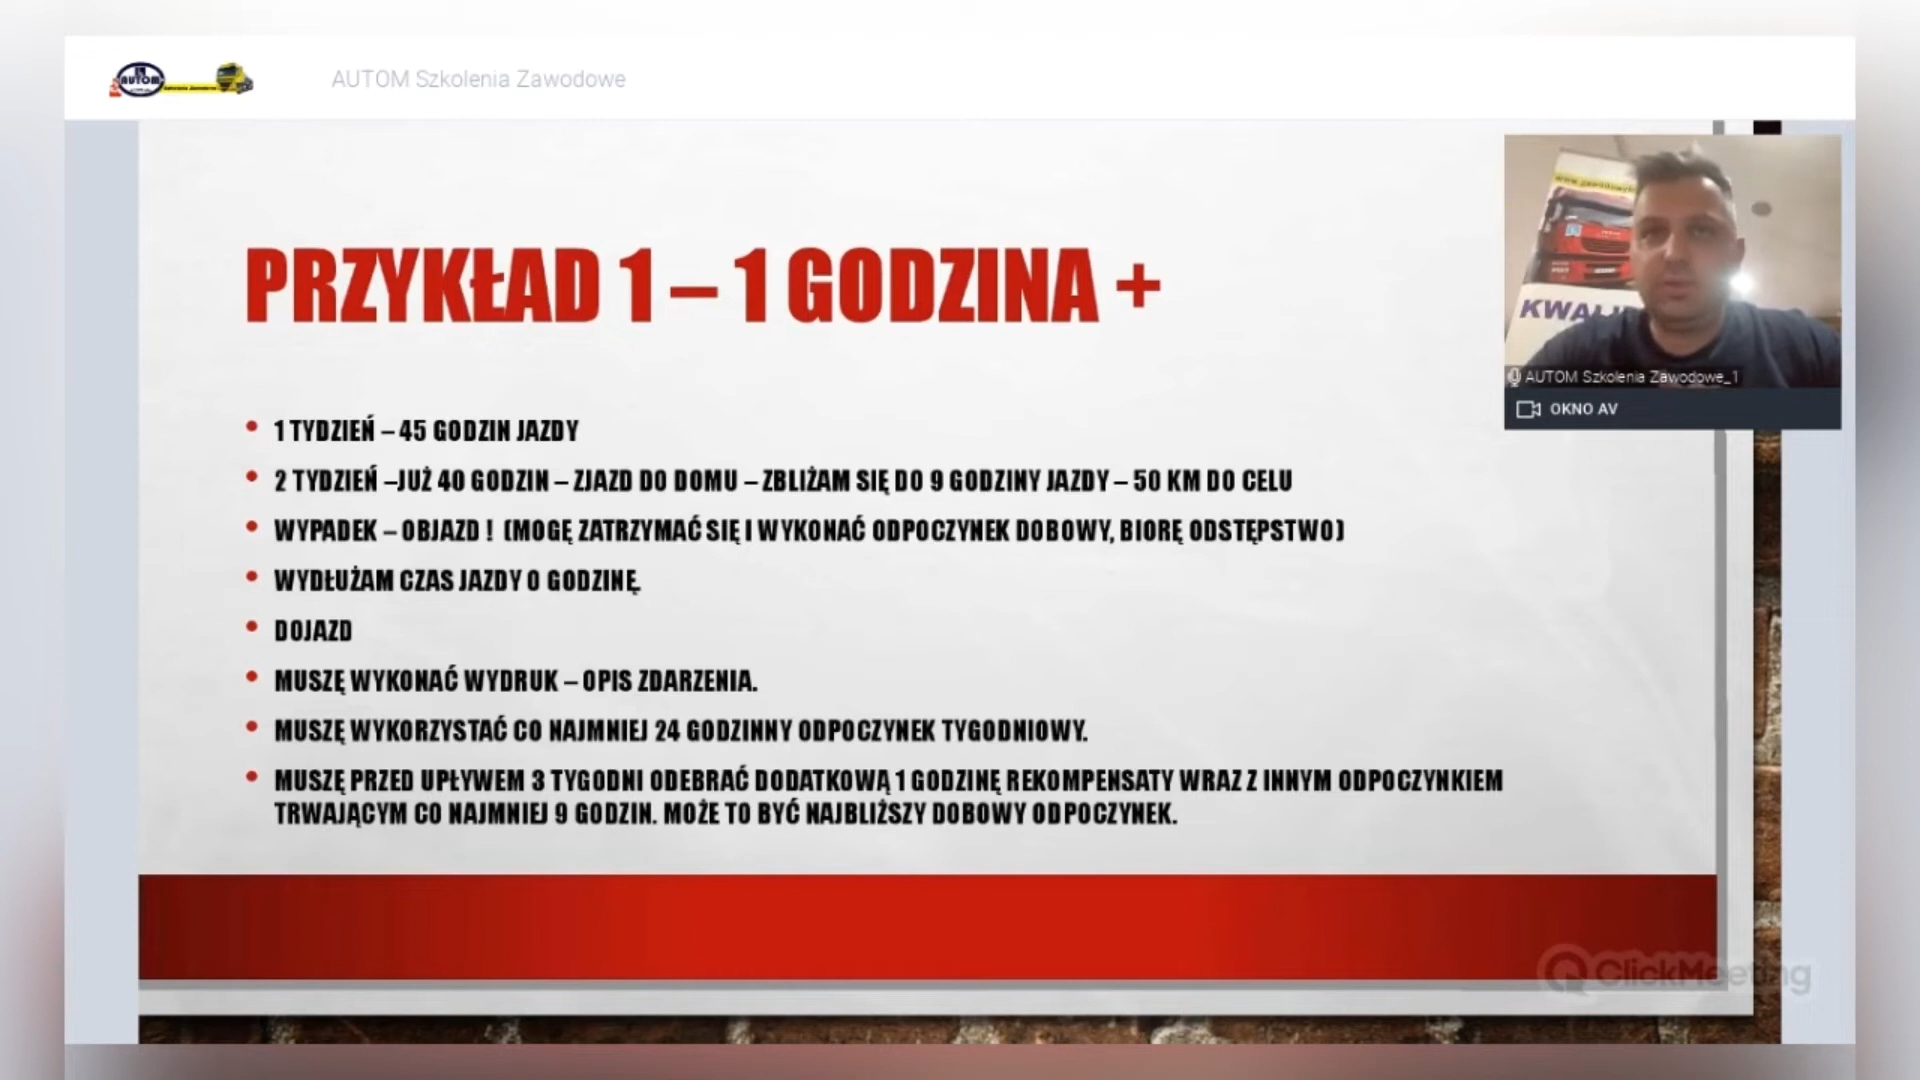 AUTOM
AUTOM Szkolenia Zawodowe
PRZYKŁAD 1 – 1 GODZINA +
KWALI
AUTOM Szkolenia Zawodowe_1
OKNO AV
• 1 TYDZIEŃ – 45 GODZIN JAZDY
• 2 TYDZIEŃ –JUŻ 40 GODZIN – ZJAZD DO DOMU – ZBLIŻAM SIĘ DO 9 GODZINY JAZDY – 50 KM DO CELU
• WYPADEK – OBJAZD ! (MOGĘ ZATRZYMAĆ SIĘ I WYKONAĆ ODPOCZYNEK DOBOWY, BIORĘ ODSTĘPSTWO)
• WYDŁUŻAM CZAS JAZDY O GODZINĘ.
• DOJAZD
• MUSZĘ WYKONAĆ WYDRUK – OPIS ZDARZENIA.
• MUSZĘ WYKORZYSTAĆ CO NAJMNIEJ 24 GODZINNY ODPOCZYNEK TYGODNIOWY.
• MUSZĘ PRZED UPŁYWEM 3 TYGODNI ODEBRAĆ DODATKOWĄ 1 GODZINĘ REKOMPENSATY WRAZ Z INNYM ODPOCZYNKIEM
TRWAJĄCYM CO NAJMNIEJ 9 GODZIN. MOŻE TO BYĆ NAJBLIŻSZY DOBOWY ODPOCZYNEK.
ClickMeeting